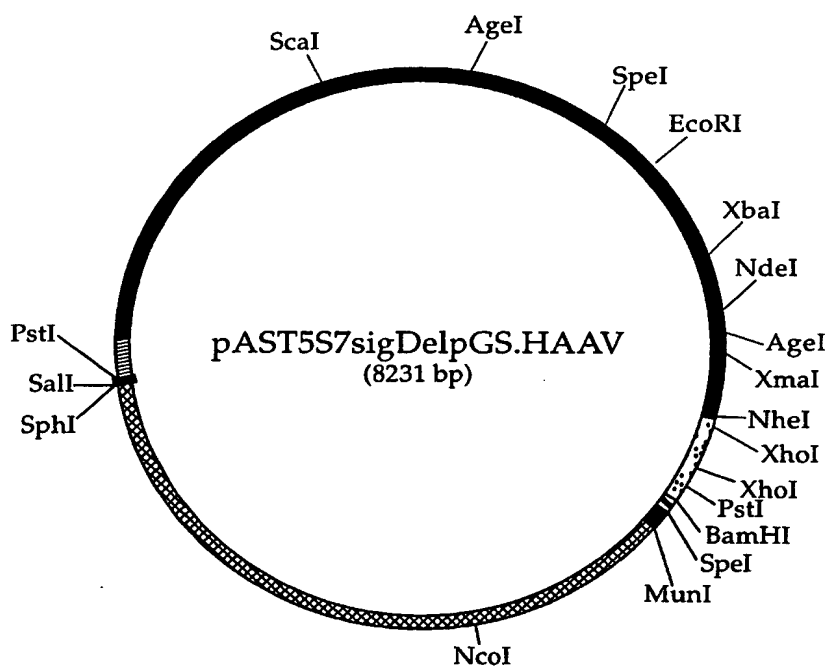 AgeI
ScaI
SpeI
EcoRI
XbaI
NdeI
pAST5S7sigDelpGS.HAAV
(8231 bp)
PstI
AgeI
SalI
XmaI
SphI
NheI
XhoI
XhoI
PstI
BamHI
SpeI
MunI
NcoI